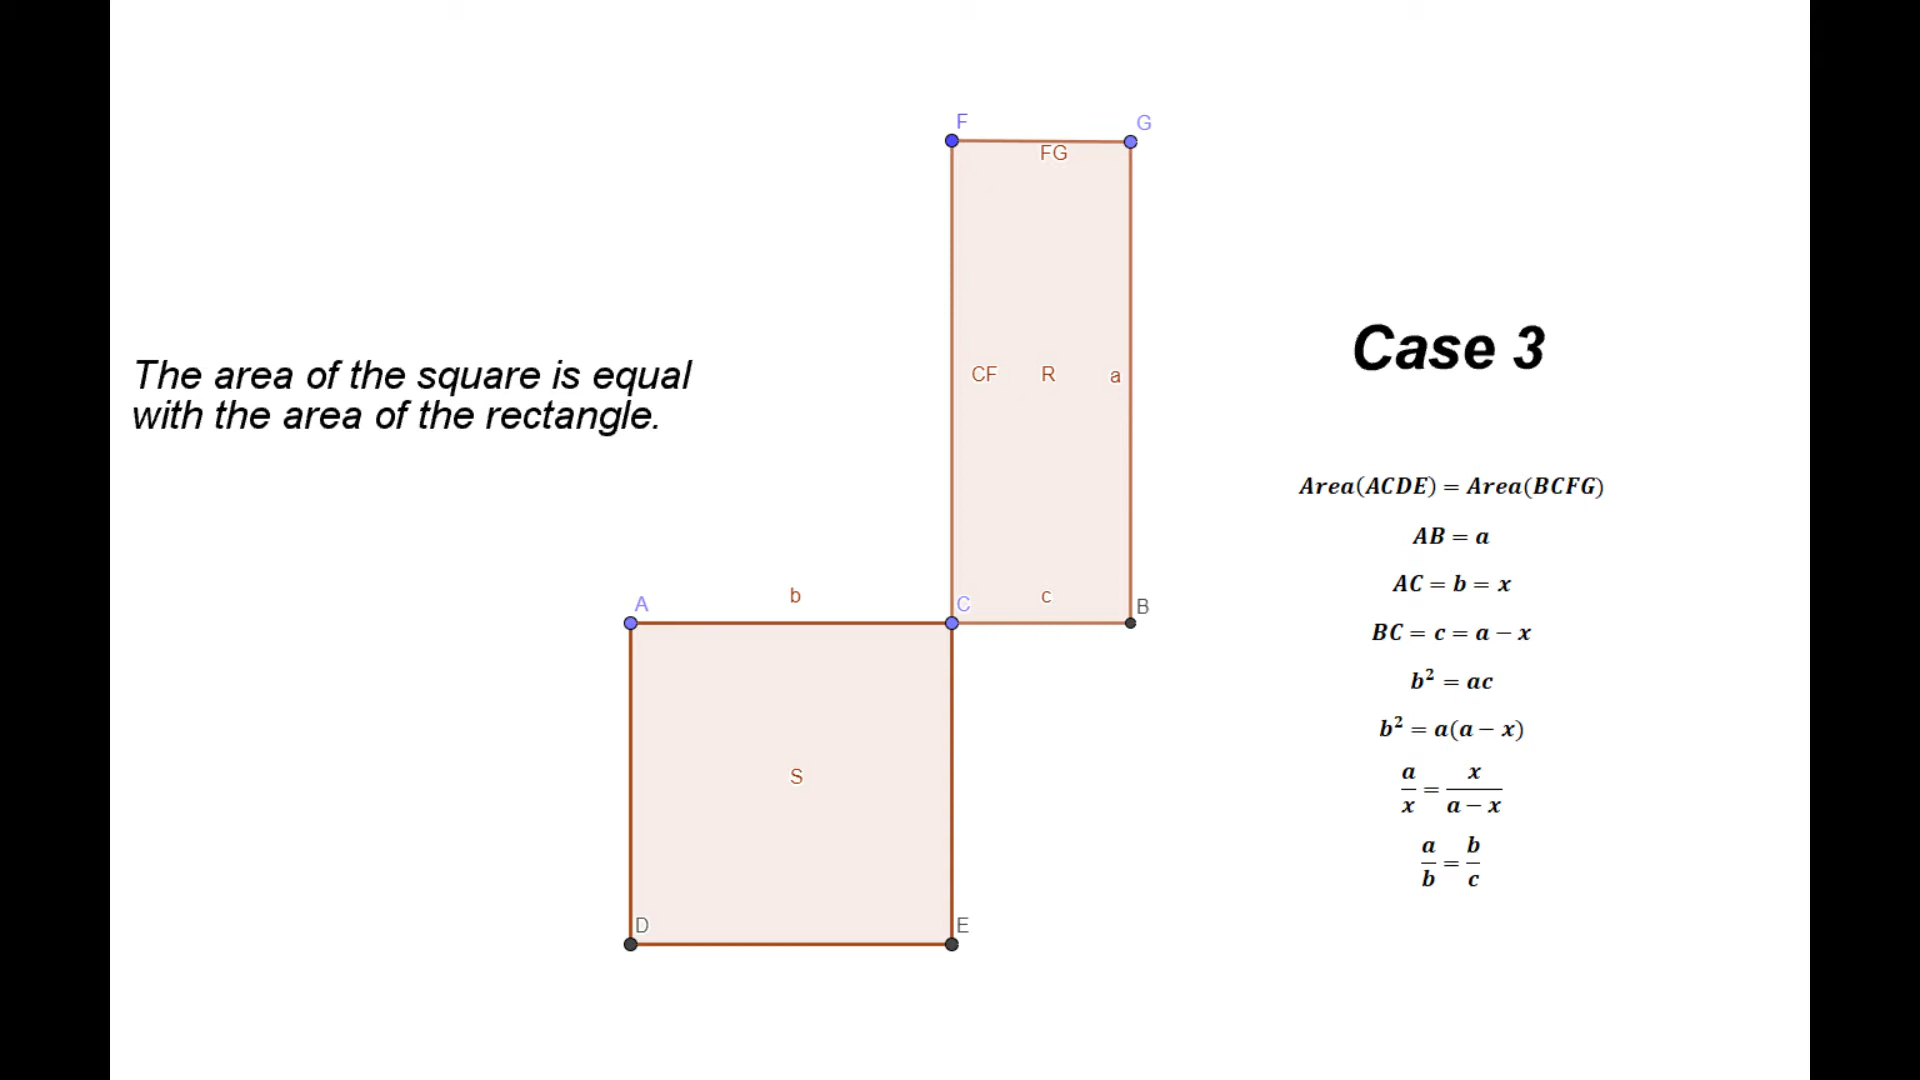 F
G
FG
The area of the square is equal
with the area of the rectangle.
CF R a
Case 3
Area(ACDE) = Area(BCFG)
AB = a
AC = b = x
BC = c = a − x
b² = ac
b² = a(a − x)
a/x = x/(a − x)
a/b = b/c
A b C c B
S
D E